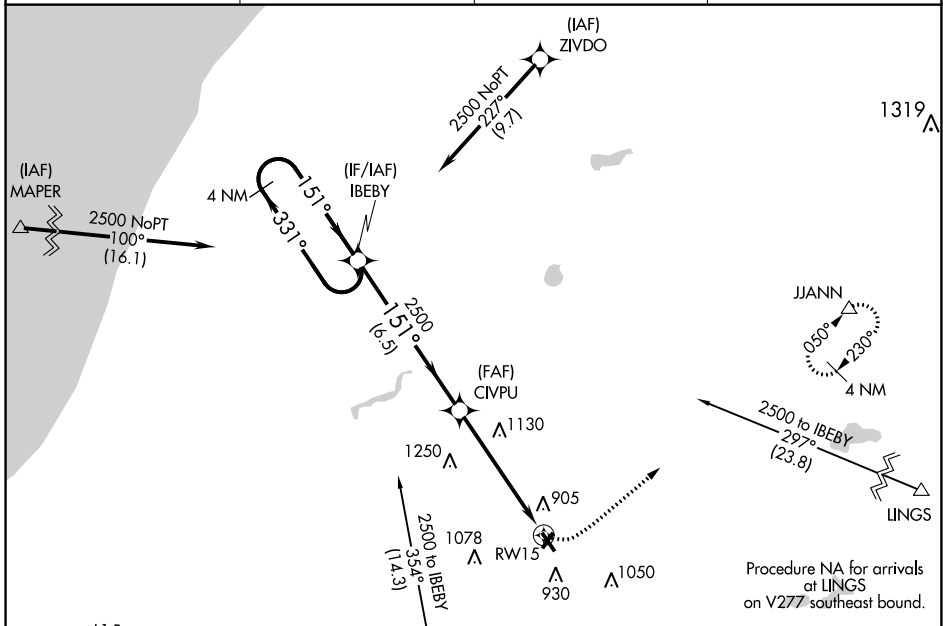 (IAF)
ZIVDO
2500 NoPT
227°
(9.7)
1319
(IAF)
MAPER
2500 NoPT
100°
(16.1)
4 NM
151°
331°
(IF/IAF)
IBEBY
2500
151°
(6.5)
JJANN
050°
230°
4 NM
(FAF)
CIVPU
1130
1250
2500 to IBEBY
297°
(23.8)
LINGS
905
2500 to IBEBY
354°
(14.3)
1078
RW15
930
1050
Procedure NA for arrivals
at LINGS
on V277 southeast bound.